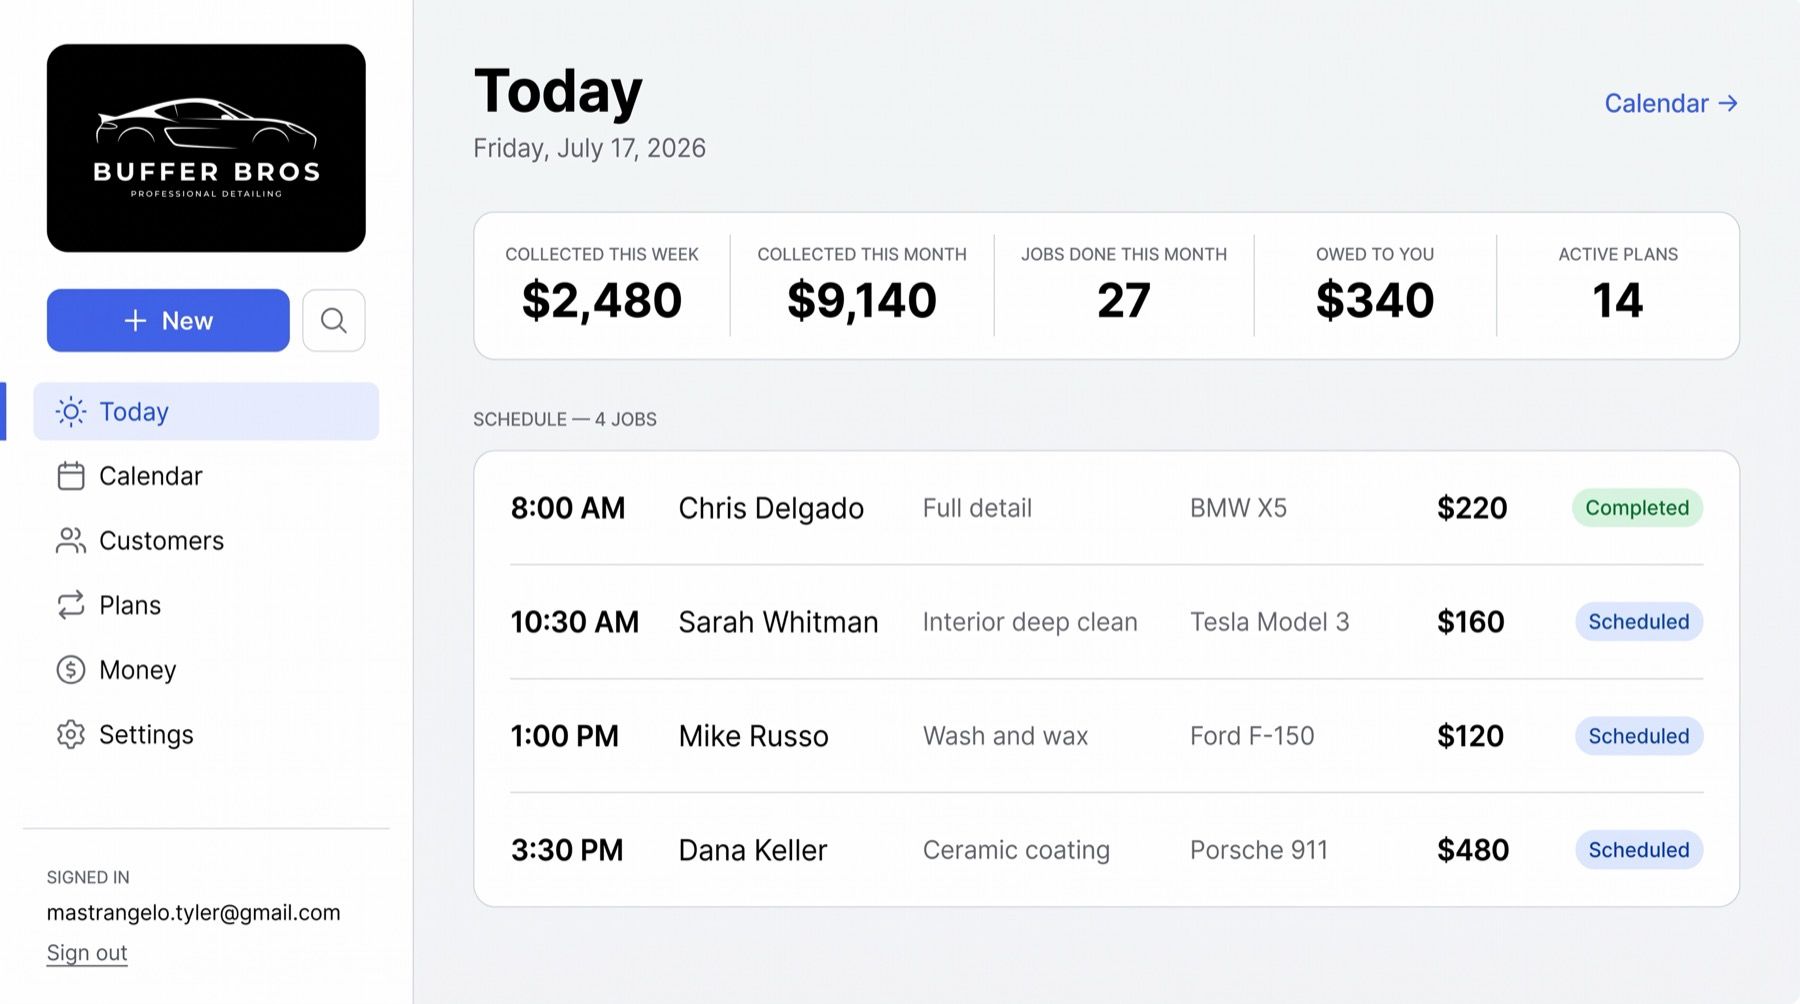 BUFFER BROS
PROFESSIONAL DETAILING
+ New
Today
Calendar
Customers
Plans
Money
Settings
SIGNED IN
mastrangelo.tyler@gmail.com
Sign out
Today
Friday, July 17, 2026
Calendar →
COLLECTED THIS WEEK
$2,480
COLLECTED THIS MONTH
$9,140
JOBS DONE THIS MONTH
27
OWED TO YOU
$340
ACTIVE PLANS
14
SCHEDULE — 4 JOBS
8:00 AM Chris Delgado Full detail BMW X5 $220 Completed
10:30 AM Sarah Whitman Interior deep clean Tesla Model 3 $160 Scheduled
1:00 PM Mike Russo Wash and wax Ford F-150 $120 Scheduled
3:30 PM Dana Keller Ceramic coating Porsche 911 $480 Scheduled